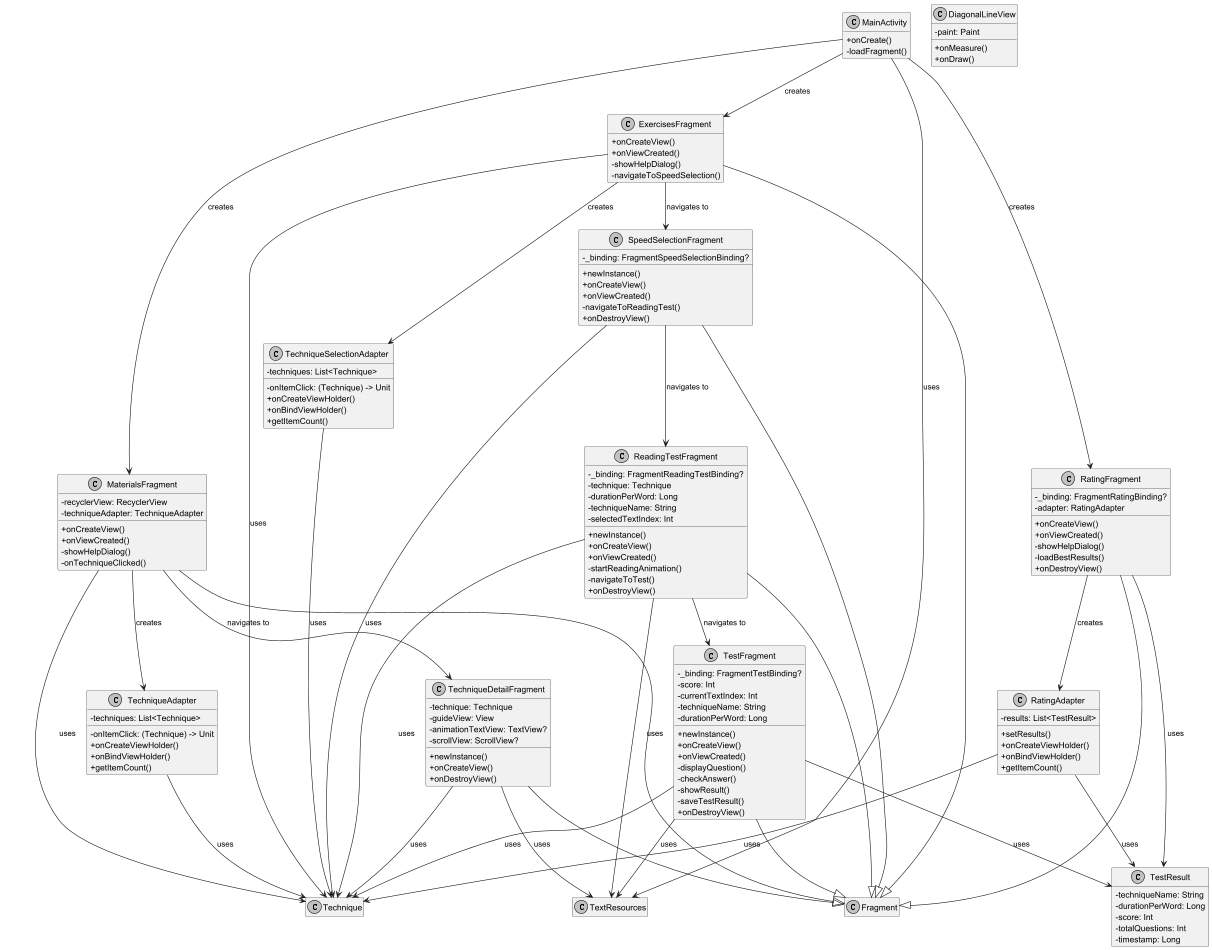 C MainActivity
+onCreate()
-loadFragment()
C DiagonalLineView
-paint: Paint
+onMeasure()
+onDraw()
creates
C ExercisesFragment
+onCreateView()
+onViewCreated()
-showHelpDialog()
-navigateToSpeedSelection()
creates
creates
navigates to
creates
C SpeedSelectionFragment
-_binding: FragmentSpeedSelectionBinding?
+newInstance()
+onCreateView()
+onViewCreated()
-navigateToReadingTest()
+onDestroyView()
C TechniqueSelectionAdapter
-techniques: List<Technique>
-onItemClick: (Technique) -> Unit
+onCreateViewHolder()
+onBindViewHolder()
+getItemCount()
navigates to
uses
C ReadingTestFragment
-_binding: FragmentReadingTestBinding?
-technique: Technique
-durationPerWord: Long
-techniqueName: String
-selectedTextIndex: Int
+newInstance()
+onCreateView()
+onViewCreated()
-startReadingAnimation()
-navigateToTest()
+onDestroyView()
C MaterialsFragment
-recyclerView: RecyclerView
-techniqueAdapter: TechniqueAdapter
+onCreateView()
+onViewCreated()
-showHelpDialog()
-onTechniqueClicked()
C RatingFragment
-_binding: FragmentRatingBinding?
-adapter: RatingAdapter
+onCreateView()
+onViewCreated()
-showHelpDialog()
-loadBestResults()
+onDestroyView()
uses
creates
navigates to
uses
uses
navigates to
creates
C TestFragment
-_binding: FragmentTestBinding?
-score: Int
-currentTextIndex: Int
-techniqueName: String
-durationPerWord: Long
+newInstance()
+onCreateView()
+onViewCreated()
-displayQuestion()
-checkAnswer()
-showResult()
-saveTestResult()
+onDestroyView()
C TechniqueDetailFragment
-technique: Technique
-guideView: View
-animationTextView: TextView?
-scrollView: ScrollView?
+newInstance()
+onCreateView()
+onDestroyView()
C TechniqueAdapter
-techniques: List<Technique>
-onItemClick: (Technique) -> Unit
+onCreateViewHolder()
+onBindViewHolder()
+getItemCount()
C RatingAdapter
-results: List<TestResult>
+setResults()
+onCreateViewHolder()
+onBindViewHolder()
+getItemCount()
uses
uses
uses
uses
uses
uses
uses
uses
uses
uses
uses
uses
C Technique
C TextResources
C Fragment
C TestResult
-techniqueName: String
-durationPerWord: Long
-score: Int
-totalQuestions: Int
-timestamp: Long